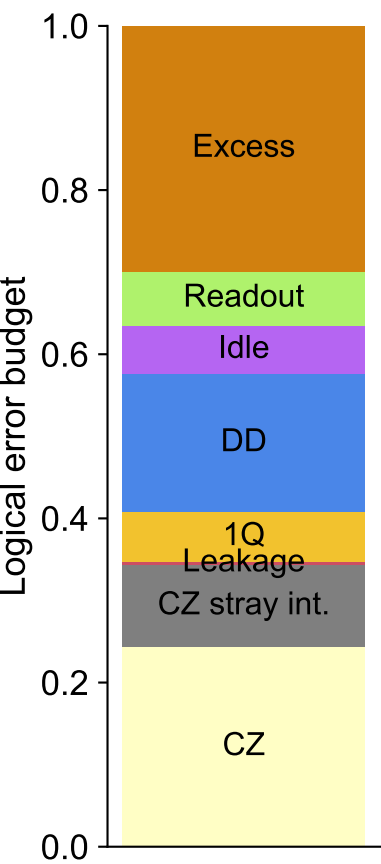 Logical error budget
1.0
0.8
0.6
0.4
0.2
0.0
Excess
Readout
Idle
DD
1Q
Leakage
CZ stray int.
CZ